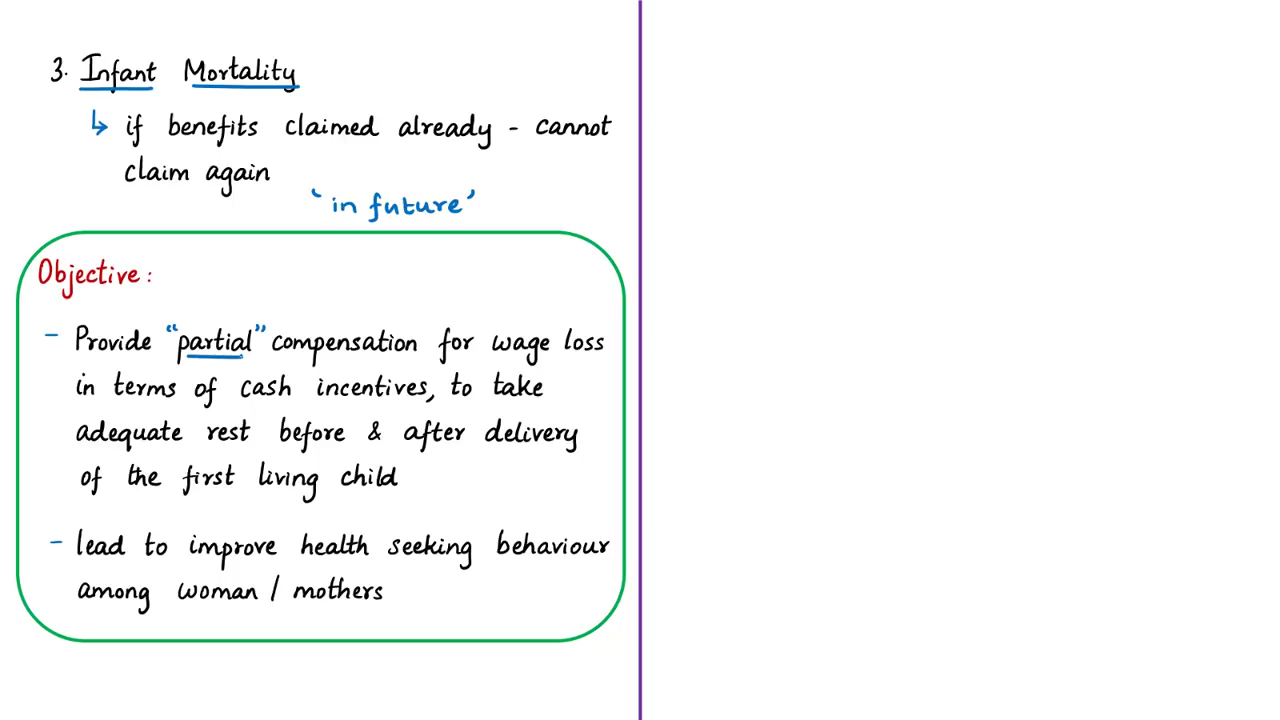 3. Infant Mortality
↳ if benefits claimed already - cannot
claim again
‘in future’
Objective:
- Provide “partial” compensation for wage loss
in terms of cash incentives, to take
adequate rest before & after delivery
of the first living child
- lead to improve health seeking behaviour
among woman / mothers